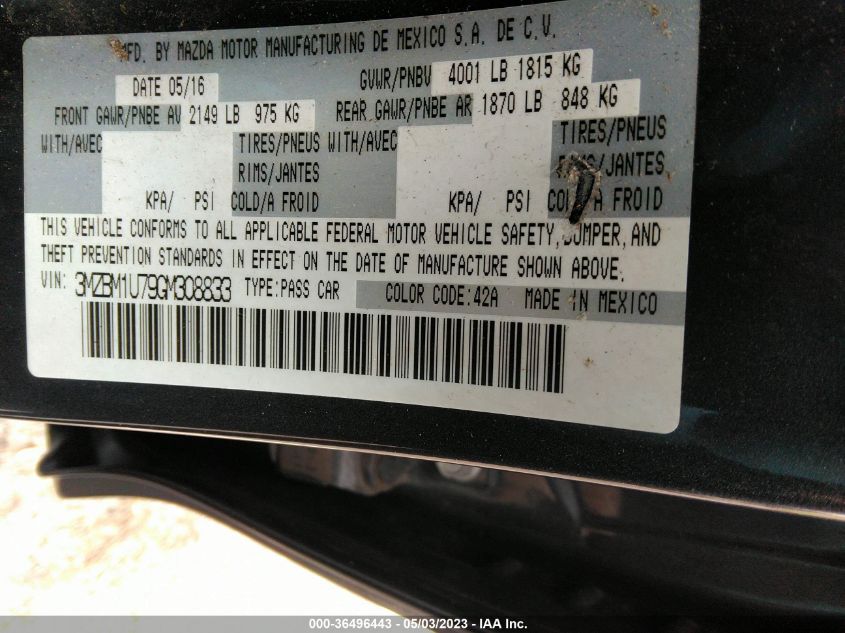 MFD. BY MAZDA MOTOR MANUFACTURING DE MEXICO S.A. DE C.V.
DATE 05/16 GVWR/PNBV 4001 LB 1815 KG
FRONT GAWR/PNBE AV 2149 LB 975 KG REAR GAWR/PNBE AR 1870 LB 848 KG
WITH/AVEC TIRES/PNEUS WITH/AVEC TIRES/PNEUS
RIMS/JANTES RIMS/JANTES
KPA/ PSI COLD/A FROID KPA/ PSI COLD/A FROID
THIS VEHICLE CONFORMS TO ALL APPLICABLE FEDERAL MOTOR VEHICLE SAFETY, BUMPER, AND
THEFT PREVENTION STANDARDS IN EFFECT ON THE DATE OF MANUFACTURE SHOWN ABOVE.
VIN: 3MZBM1U79GM308833 TYPE:PASS CAR COLOR CODE:42A MADE IN MEXICO
000-36496443 - 05/03/2023 - IAA Inc.